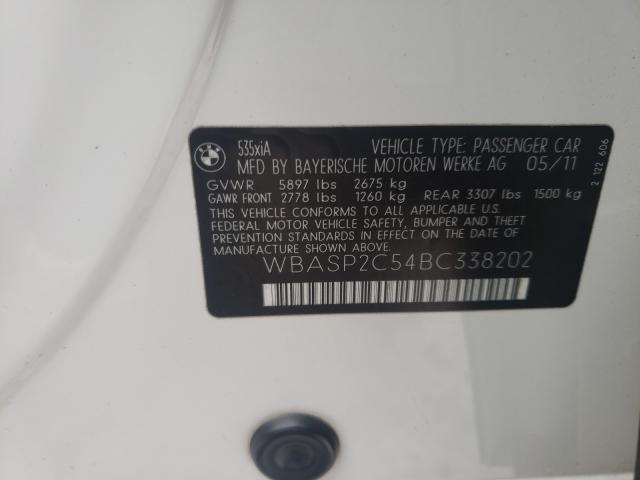 BMW
535xiA
VEHICLE TYPE: PASSENGER CAR
MFD BY BAYERISCHE MOTOREN WERKE AG 05/11
GVWR 5897 lbs 2675 kg
GAWR FRONT 2778 lbs 1260 kg REAR 3307 lbs 1500 kg
THIS VEHICLE CONFORMS TO ALL APPLICABLE U.S.
FEDERAL MOTOR VEHICLE SAFETY, BUMPER AND THEFT
PREVENTION STANDARDS IN EFFECT ON THE DATE OF
MANUFACTURE SHOWN ABOVE.
WBASP2C54BC338202
2 122 606